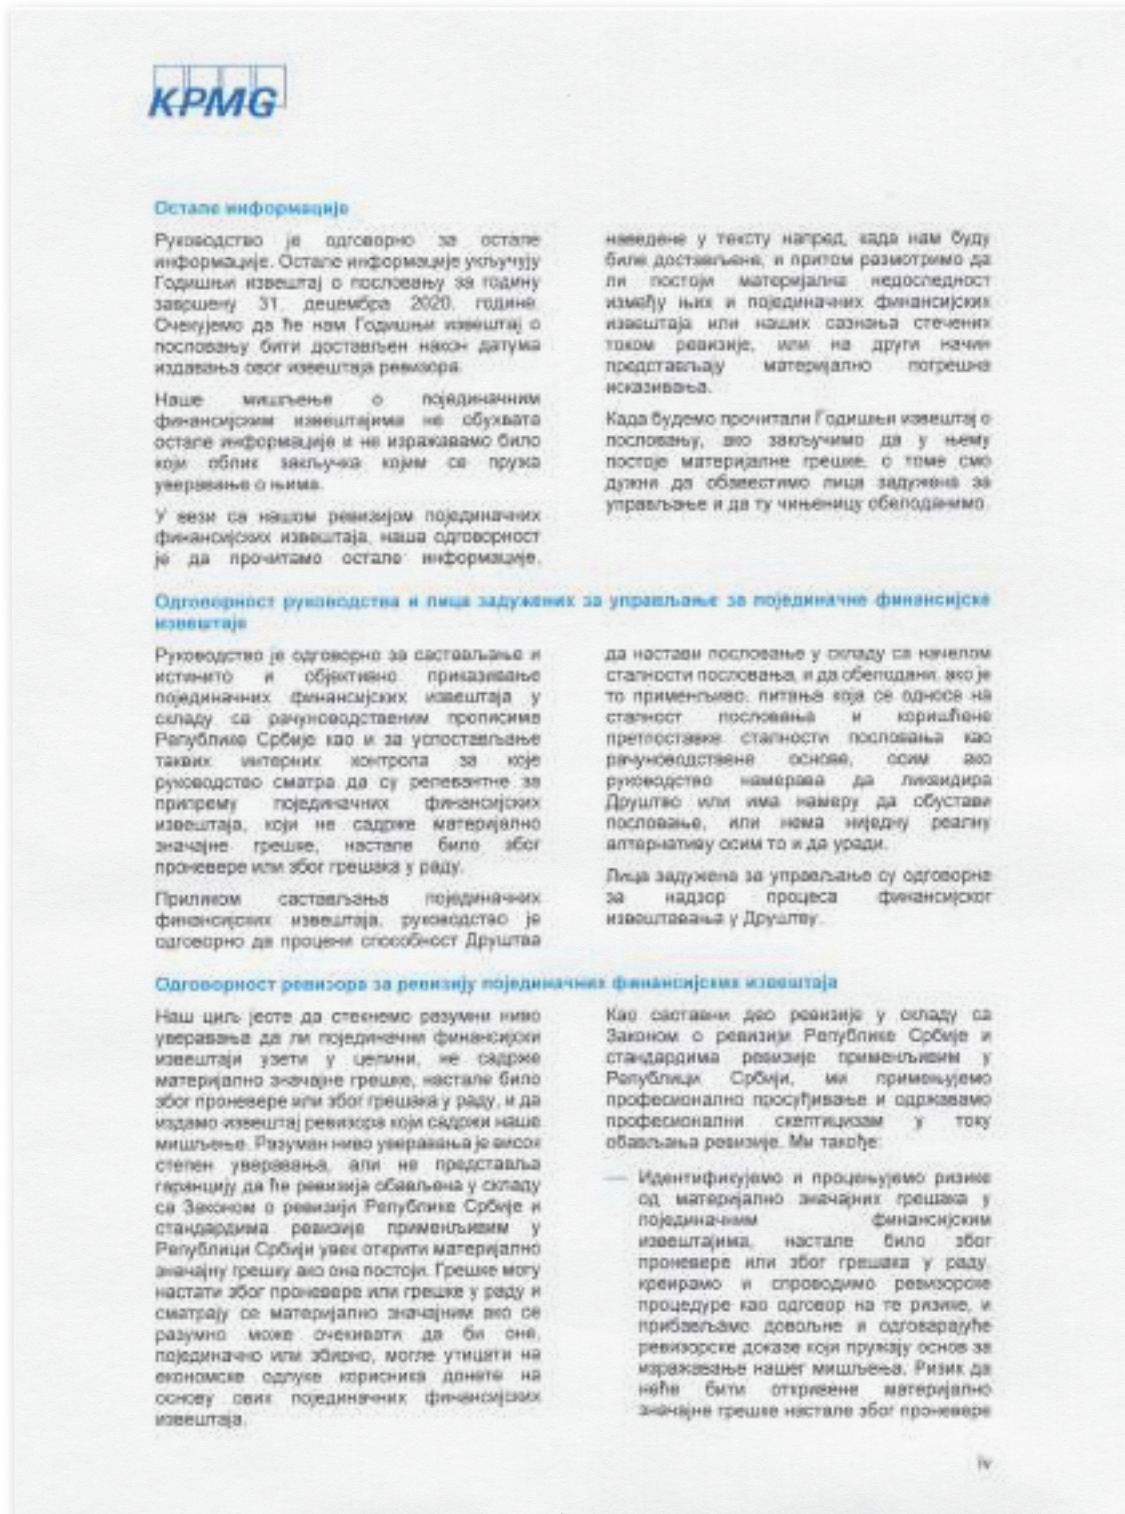 KPMG
Остале информације
Руководство је одговорно за остале
информације. Остале информације укључују
Годишњи извештај о пословању за годину
завршену 31. децембра 2020. године.
Очекујемо да ће нам Годишњи извештај о
пословању бити достављен након датума
издавања овог извештаја ревизора.
Наше мишљење о појединачним
финансијским извештајима не обухвата
остале информације и не изражавамо било
који облик закључка којим се пружа
уверавање о њима.
У вези са нашом ревизијом појединачних
финансијских извештаја, наша одговорност
је да прочитамо остале информације,
наведене у тексту напред, када нам буду
биле достављене, и притом размотримо да
ли постоји материјална недоследност
између њих и појединачних финансијских
извештаја или наших сазнања стечених
током ревизије, или на други начин
представљају материјално погрешна
исказивања.
Када будемо прочитали Годишњи извештај о
пословању, ако закључимо да у њему
постоје материјалне грешке, о томе смо
дужни да обавестимо лица задужена за
управљање и да ту чињеницу обелоданимо.
Одговорност руководства и лица задужених за управљање за појединачне финансијске
извештаје
Руководство је одговорно за састављање и
истинито и објективно приказивање
појединачних финансијских извештаја у
складу са рачуноводственим прописима
Републике Србије као и за успостављање
таквих интерних контрола за које
руководство сматра да су релевантне за
припрему појединачних финансијских
извештаја, који не садрже материјално
значајне грешке, настале било због
проневере или због грешака у раду.
Приликом састављања појединачних
финансијских извештаја, руководство је
одговорно да процени способност Друштва
да настави пословање у складу са начелом
сталности пословања, и да обелодани, ако је
то применљиво, питања која се односе на
сталност пословања и коришћене
претпоставке сталности пословања као
рачуноводствене основе, осим ако
руководство намерава да ликвидира
Друштво или има намеру да обустави
пословање, или нема ниједну реалну
алтернативу осим то и да уради.
Лица задужена за управљање су одговорна
за надзор процеса финансијског
извештавања у Друштву.
Одговорност ревизора за ревизију појединачних финансијских извештаја
Наш циљ јесте да стекнемо разумни ниво
уверавања да ли појединачни финансијски
извештаји узети у целини, не садрже
материјално значајне грешке, настале било
због проневере или због грешака у раду, и да
издамо извештај ревизора који садржи наше
мишљење. Разуман ниво уверавања је висок
степен уверавања, али не представља
гаранцију да ће ревизија обављена у складу
са Законом о ревизији Републике Србије и
стандардима ревизије применљивим у
Републици Србији увек открити материјално
значајну грешку ако она постоји. Грешке могу
настати због проневере или грешке у раду и
сматрају се материјално значајним ако се
разумно може очекивати да би оне,
појединачно или збирно, могле утицати на
економске одлуке корисника донете на
основу ових појединачних финансијских
извештаја.
Као саставни део ревизије у складу са
Законом о ревизији Републике Србије и
стандардима ревизије применљивим у
Републици Србији, ми примењујемо
професионално просуђивање и одржавамо
професионални скептицизам у току
обављања ревизије. Ми такође:
— Идентификујемо и процењујемо ризике
од материјално значајних грешака у
појединачним финансијским
извештајима, настале било због
проневере или због грешака у раду,
креирамо и спроводимо ревизорске
процедуре као одговор на те ризике, и
прибављамо довољне и одговарајуће
ревизорске доказе који пружају основ за
изражавање нашег мишљења. Ризик да
неће бити откривене материјално
значајне грешке настале због проневере
iv